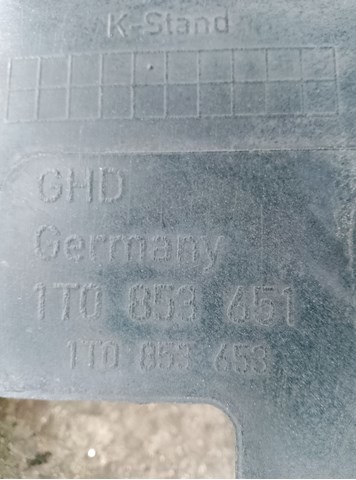 K-Stand
GHD
Germany
1T0 853 651
1T0 853 653